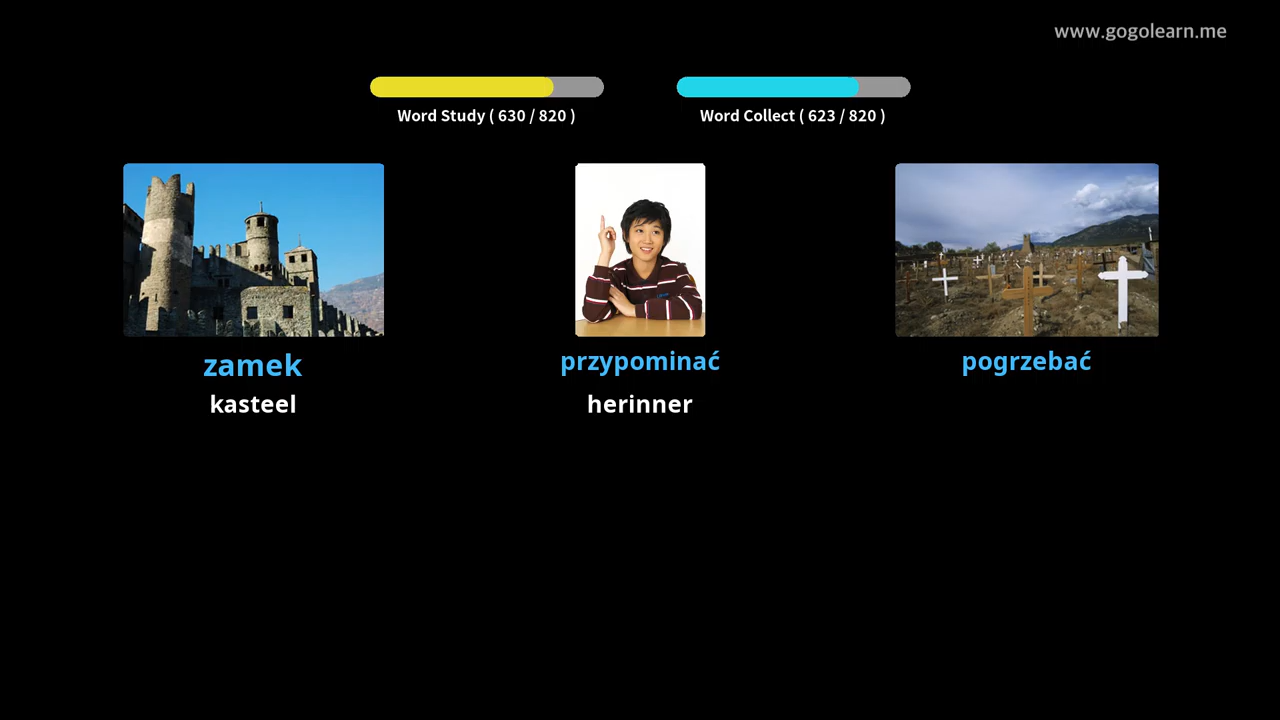 www.gogolearn.me
Word Study ( 630 / 820 )
Word Collect ( 623 / 820 )
zamek
przypominać
pogrzebać
kasteel
herinner